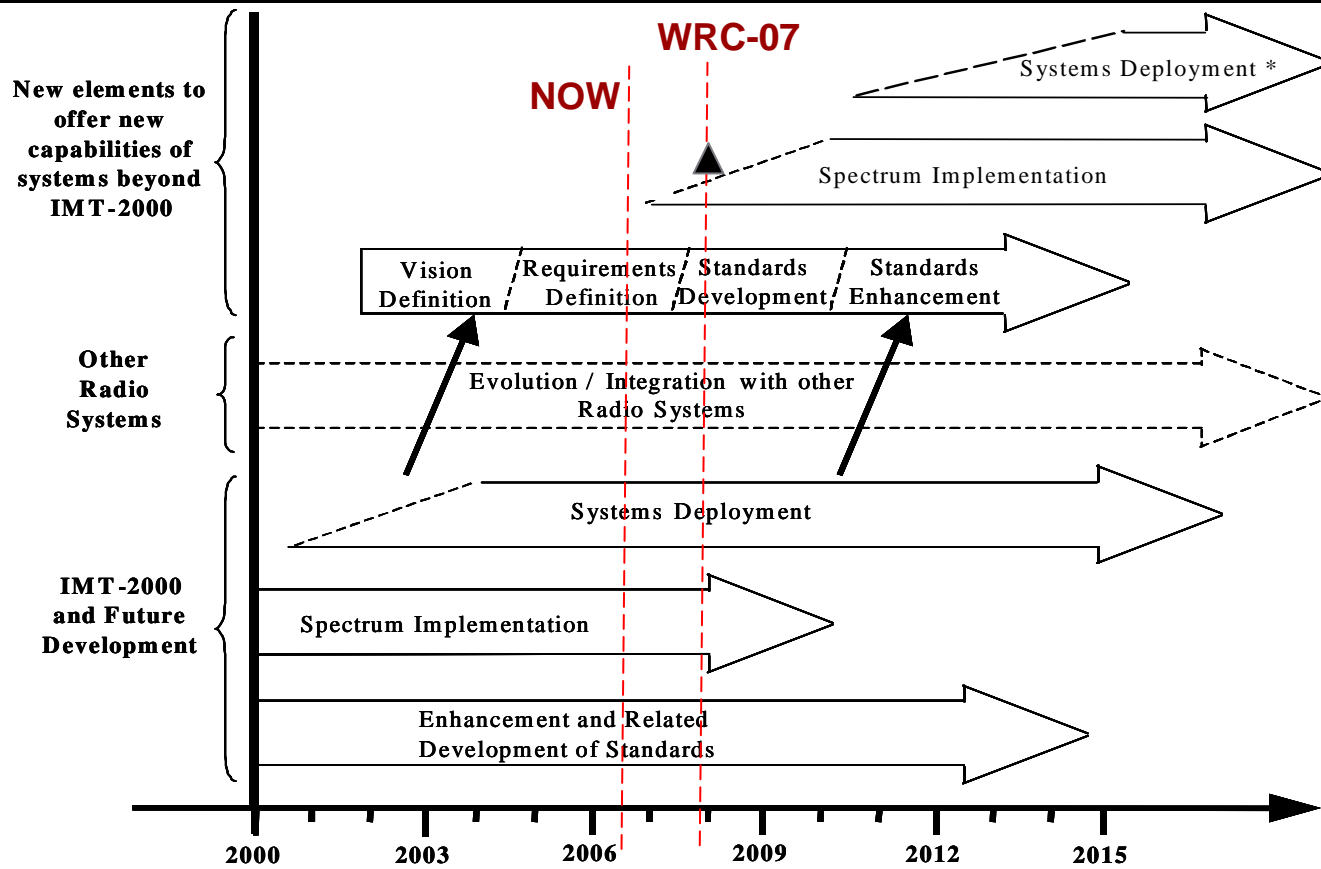 WRC-07
NOW
New elements to
offer new
capabilities of
systems beyond
IMT-2000
Systems Deployment *
Spectrum Implementation
Vision
Definition
Requirements
Definition
Standards
Development
Standards
Enhancement
Other
Radio
Systems
Evolution / Integration with other
Radio Systems
IMT-2000
and Future
Development
Systems Deployment
Spectrum Implementation
Enhancement and Related
Development of Standards
2000 2003 2006 2009 2012 2015